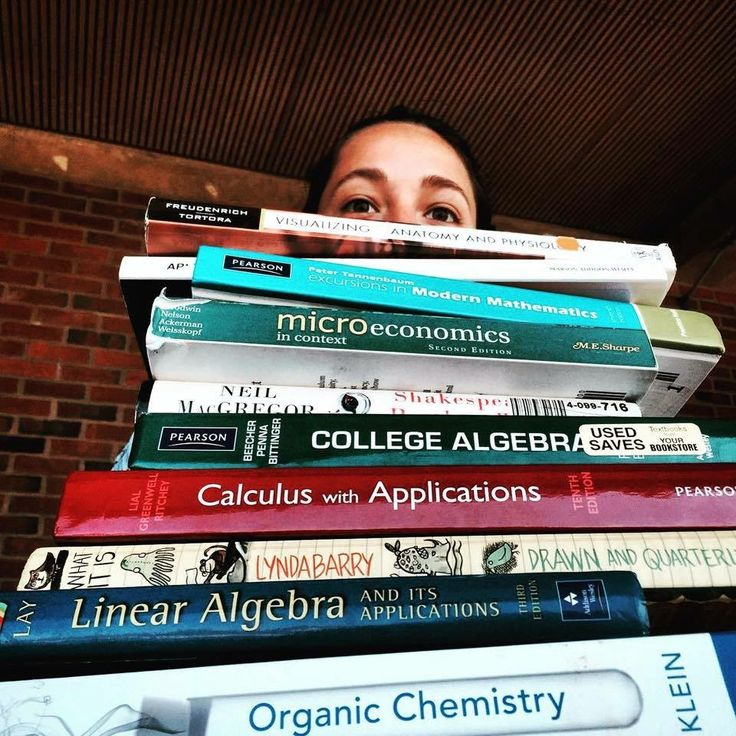 FREUDENRICH
TORTORA
VISUALIZING ANATOMY AND PHYSIOLOGY
AP
PEARSON
Peter Tannenbaum
excursions in Modern Mathematics
Goodwin
Nelson
Ackerman
Weisskopf
microeconomics
in context
SECOND EDITION
M.E.Sharpe
NEIL
MACGREGOR
4-099-716
PEARSON
BEECHER
PENNA
BITTINGER
COLLEGE ALGEBRA
USED
SAVES
Textbooks
YOUR
BOOKSTORE
LIAL
GREENWELL
RITCHEY
Calculus with Applications
TENTH
EDITION
PEARSON
WHAT
IT IS
LYNDA BARRY
DRAWN AND QUARTERL
LAY
Linear Algebra AND ITS
APPLICATIONS
THIRD
EDITION
Addison
Wesley
Organic Chemistry
KLEIN